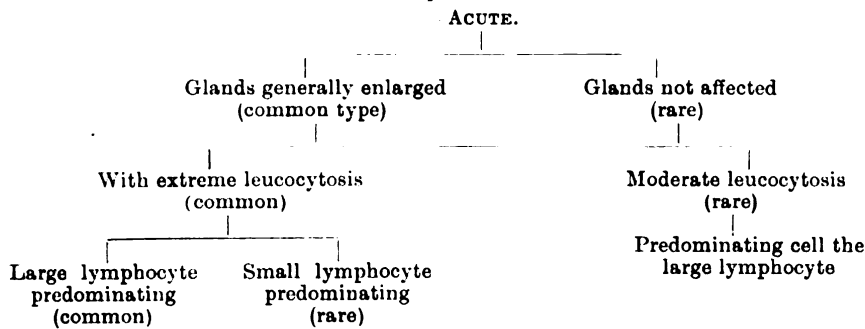 ACUTE.
Glands generally enlarged
(common type)
Glands not affected
(rare)
With extreme leucocytosis
(common)
Moderate leucocytosis
(rare)
Large lymphocyte
predominating
(common)
Small lymphocyte
predominating
(rare)
Predominating cell the
large lymphocyte